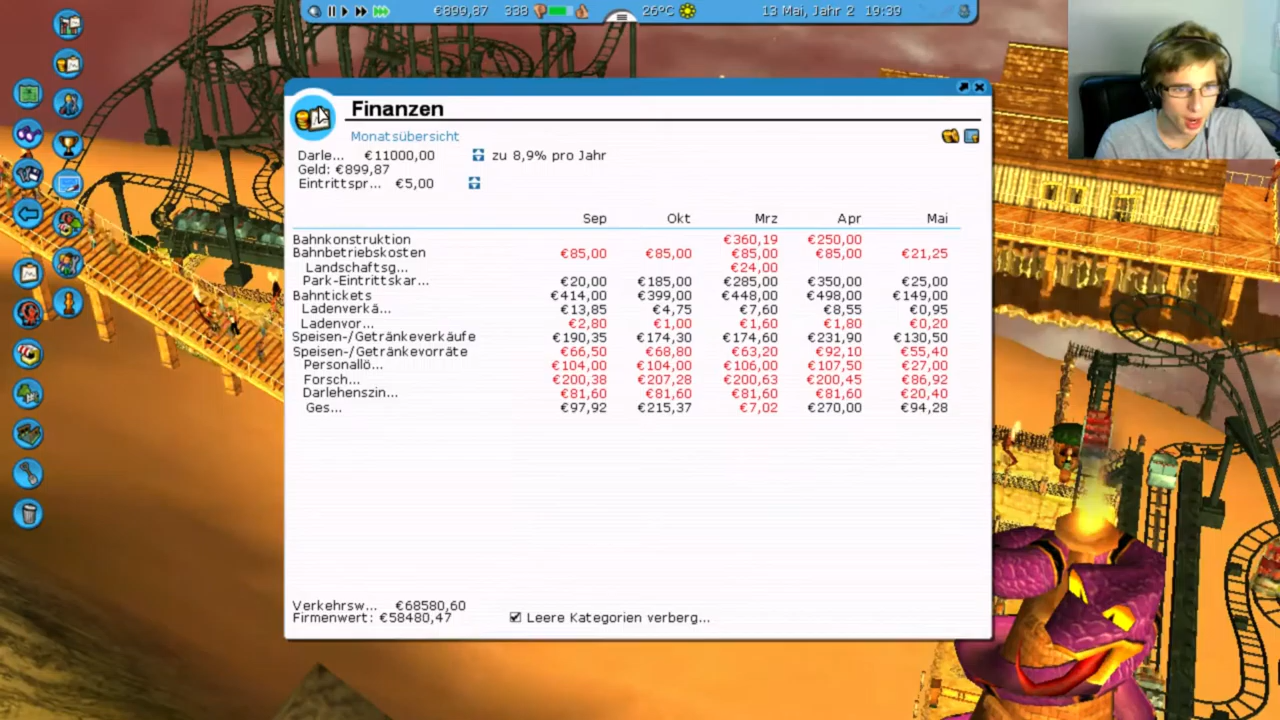 €899,87 338 26°C 13 Mai, Jahr 2 19:39
Finanzen
Monatsübersicht
Darle... €11000,00 zu 8,9% pro Jahr
Geld: €899,87
Eintrittspr... €5,00
Sep Okt Mrz Apr Mai
Bahnkonstruktion €360,19 €250,00
Bahnbetriebskosten €85,00 €85,00 €85,00 €85,00 €21,25
Landschaftsg... €24,00
Park-Eintrittskar... €20,00 €185,00 €285,00 €350,00 €25,00
Bahntickets €414,00 €399,00 €448,00 €498,00 €149,00
Ladenverkä... €13,85 €4,75 €7,60 €8,55 €0,95
Ladenvor... €2,80 €1,00 €1,60 €1,80 €0,20
Speisen-/Getränkeverkäufe €190,35 €174,30 €174,60 €231,90 €130,50
Speisen-/Getränkevorräte €66,50 €68,80 €63,20 €92,10 €55,40
Personallö... €104,00 €104,00 €106,00 €107,50 €27,00
Forsch... €200,38 €207,28 €200,63 €200,45 €86,92
Darlehenszin... €81,60 €81,60 €81,60 €81,60 €20,40
Ges... €97,92 €215,37 €7,02 €270,00 €94,28
Verkehrsw... €68580,60
Firmenwert: €58480,47 Leere Kategorien verberg...